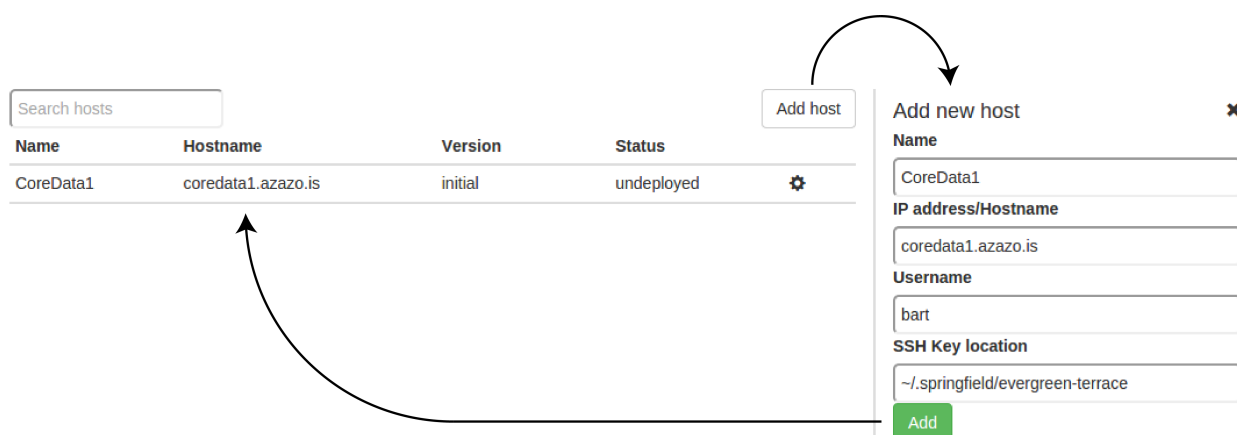 Search hosts
Add host
Name Hostname Version Status
CoreData1 coredata1.azazo.is initial undeployed
Add new host
Name
CoreData1
IP address/Hostname
coredata1.azazo.is
Username
bart
SSH Key location
~/.springfield/evergreen-terrace
Add